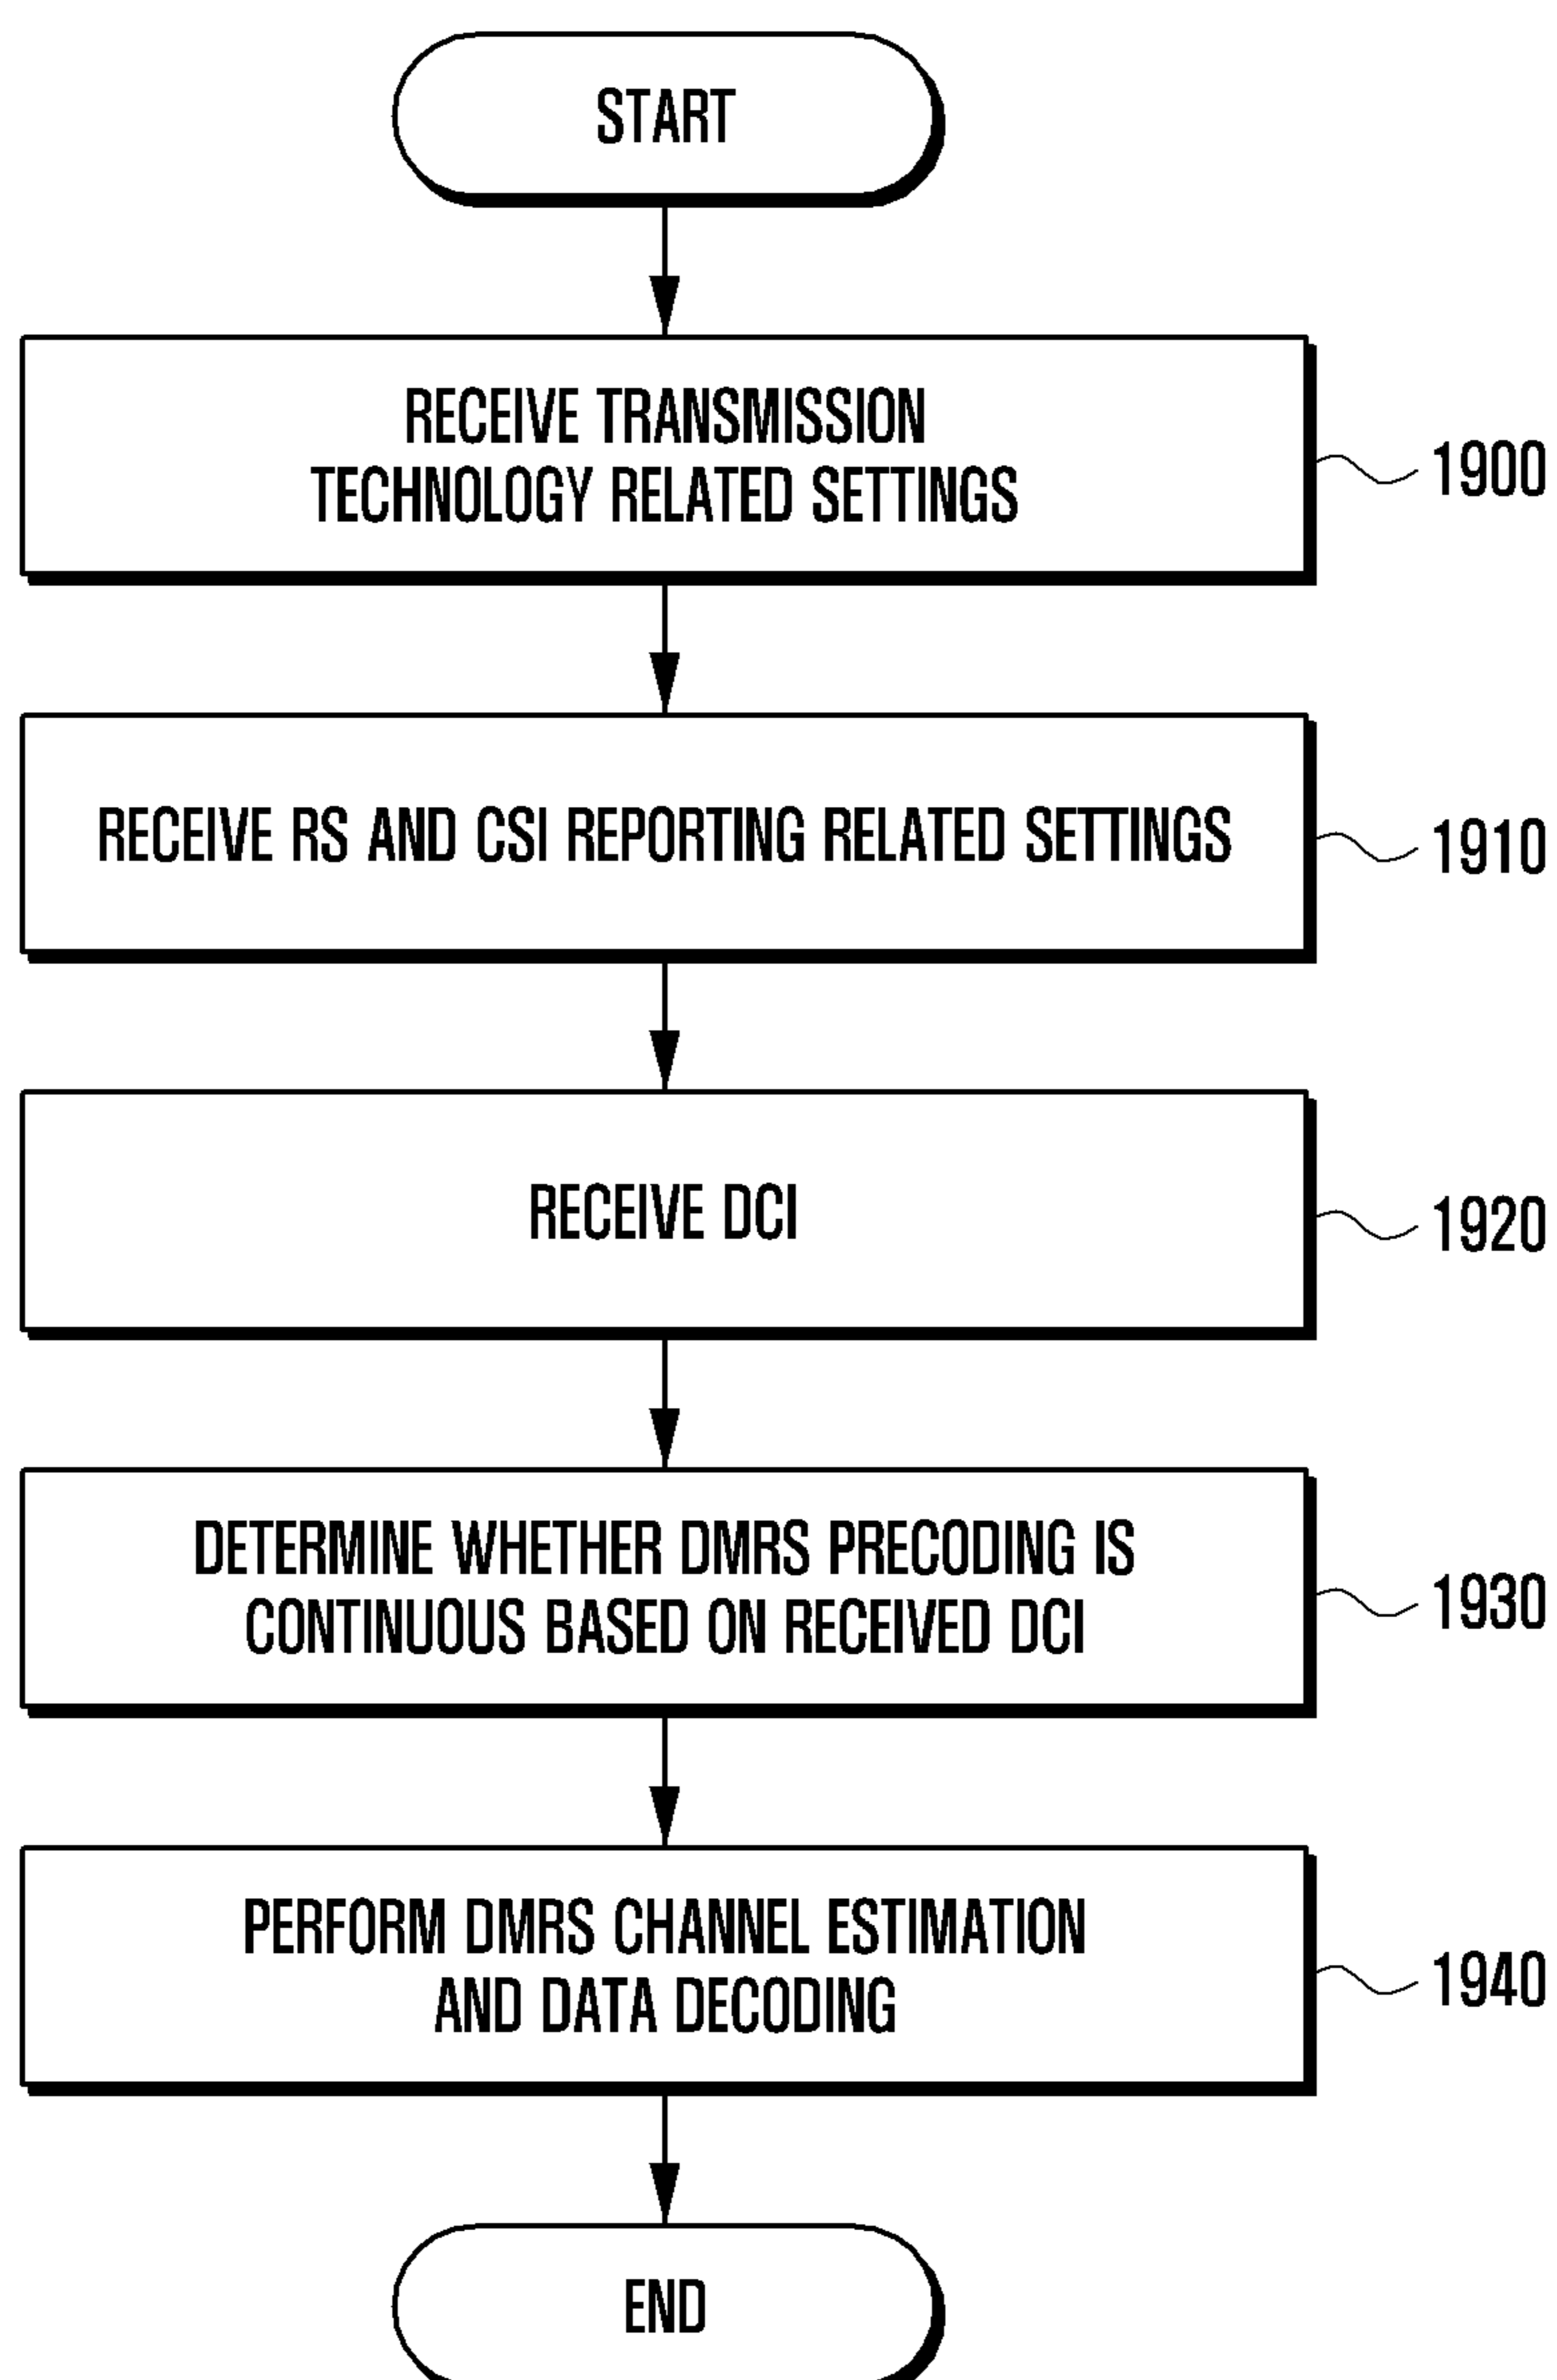 START
RECEIVE TRANSMISSION
TECHNOLOGY RELATED SETTINGS
1900
RECEIVE RS AND CSI REPORTING RELATED SETTINGS
1910
RECEIVE DCI
1920
DETERMINE WHETHER DMRS PRECODING IS
CONTINUOUS BASED ON RECEIVED DCI
1930
PERFORM DMRS CHANNEL ESTIMATION
AND DATA DECODING
1940
END